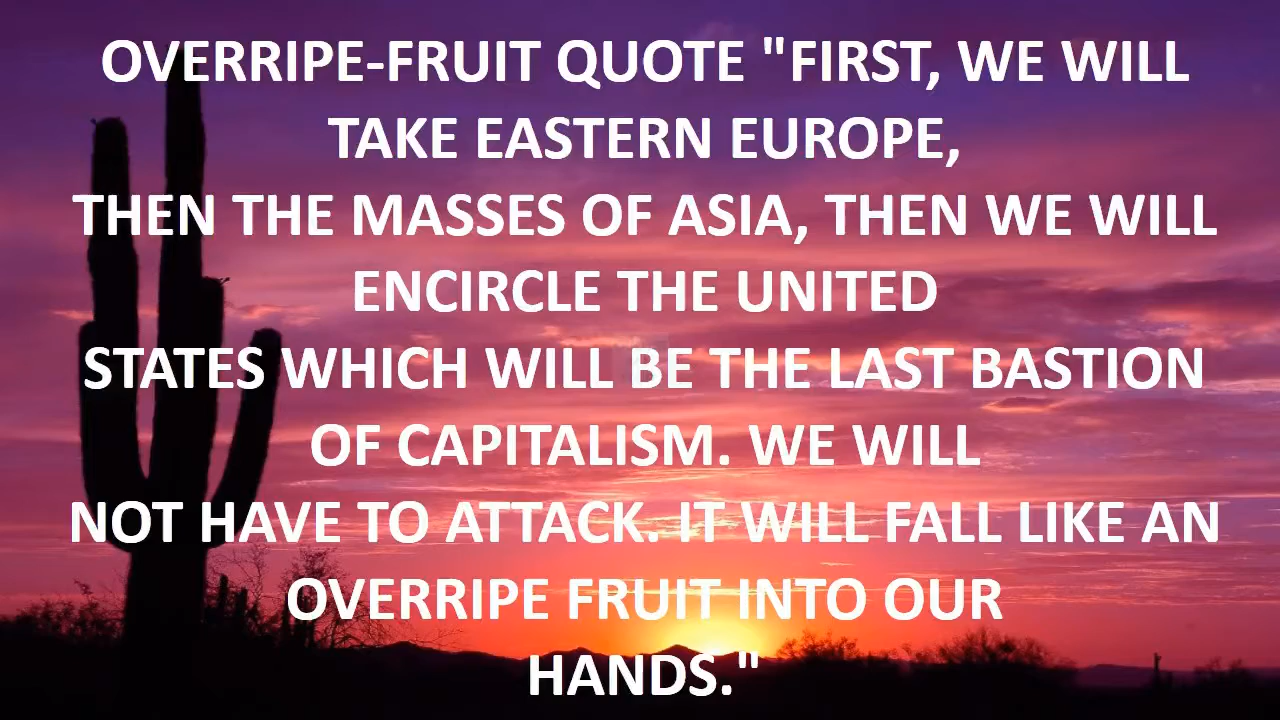 OVERRIPE-FRUIT QUOTE "FIRST, WE WILL
TAKE EASTERN EUROPE,
THEN THE MASSES OF ASIA, THEN WE WILL
ENCIRCLE THE UNITED
STATES WHICH WILL BE THE LAST BASTION
OF CAPITALISM. WE WILL
NOT HAVE TO ATTACK. IT WILL FALL LIKE AN
OVERRIPE FRUIT INTO OUR
HANDS."